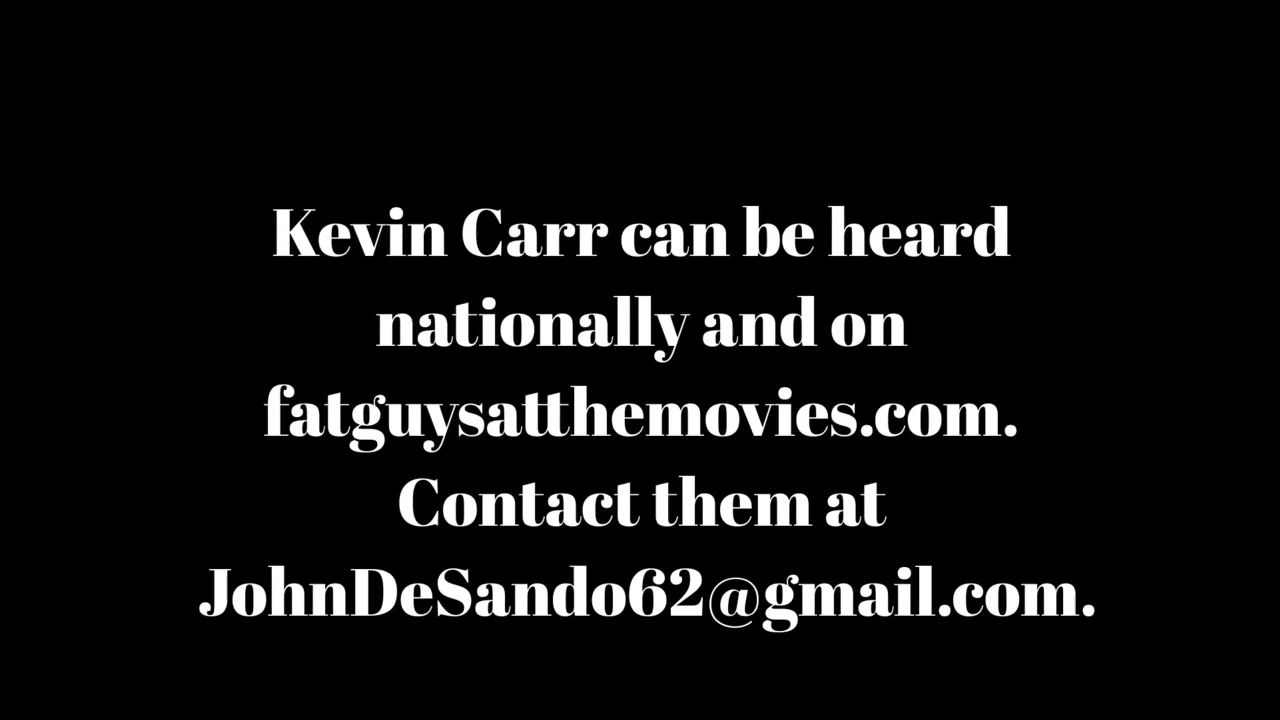 Kevin Carr can be heard
nationally and on
fatguysatthemovies.com.
Contact them at
JohnDeSando62@gmail.com.